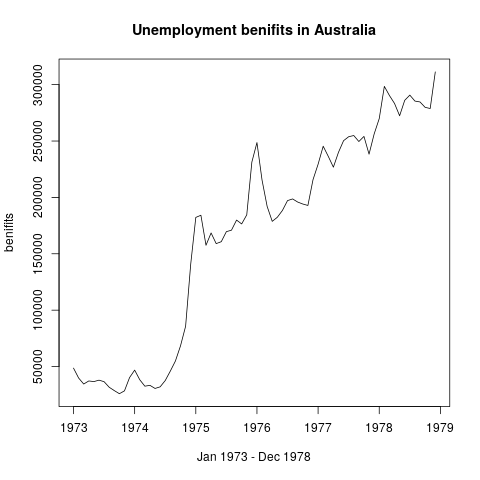 Unemployment benifits in Australia
benifits
300000
250000
200000
150000
100000
50000
1973 1974 1975 1976 1977 1978 1979
Jan 1973 - Dec 1978